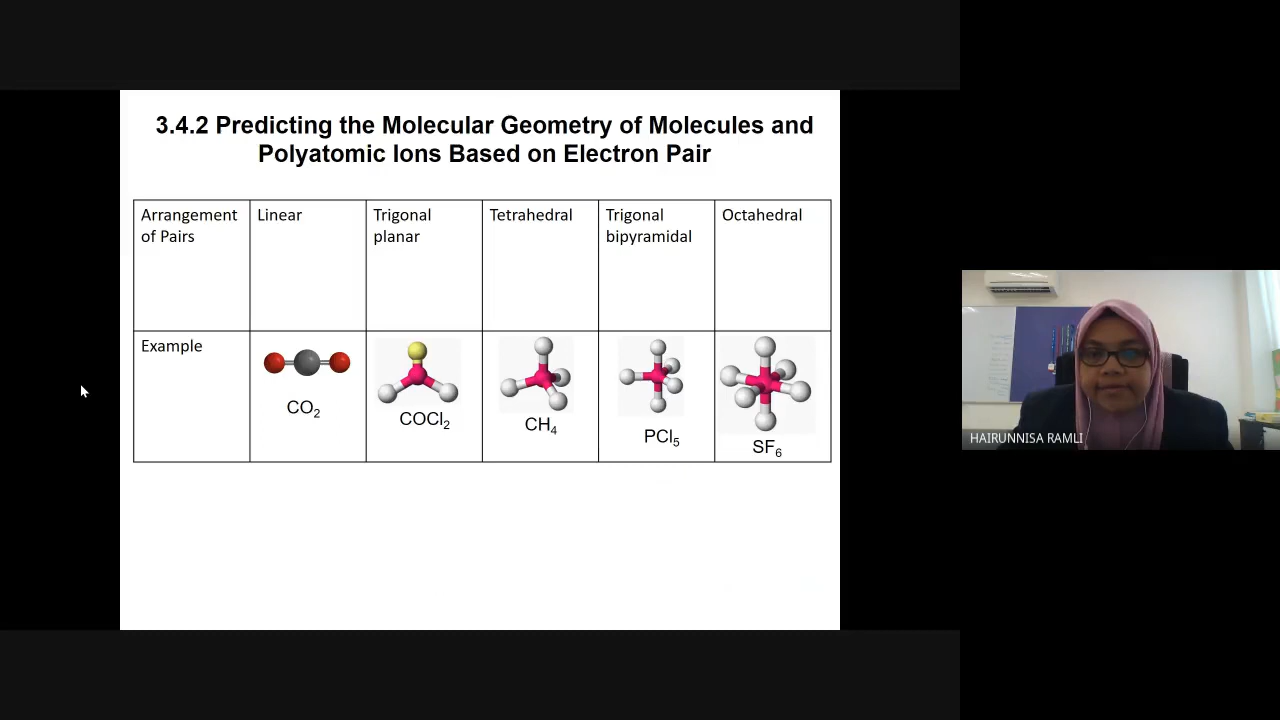 3.4.2 Predicting the Molecular Geometry of Molecules and
Polyatomic Ions Based on Electron Pair
Arrangement
of Pairs
Linear
Trigonal
planar
Tetrahedral
Trigonal
bipyramidal
Octahedral
Example
CO₂
COCl₂
CH₄
PCl₅
SF₆
HAIRUNNISA RAMLI